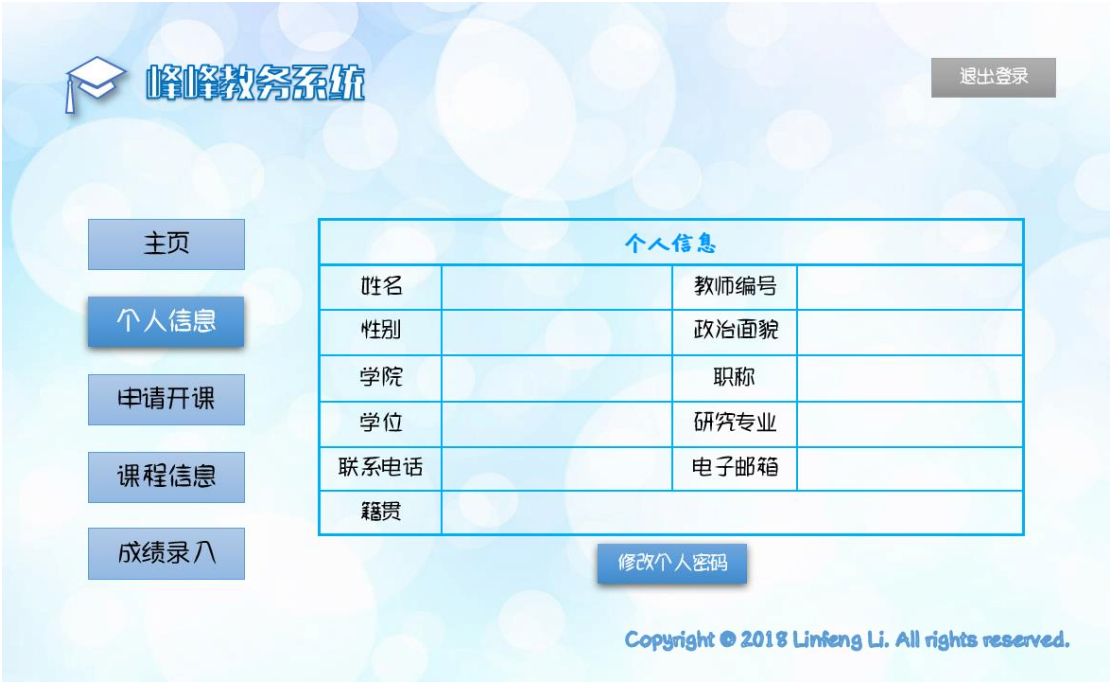 峰峰教务系统
退出登录
主页
个人信息
申请开课
课程信息
成绩录入
个人信息
姓名 教师编号
性别 政治面貌
学院 职称
学位 研究专业
联系电话 电子邮箱
籍贯
修改个人密码
Copyright © 2018 Linfeng Li. All rights reserved.